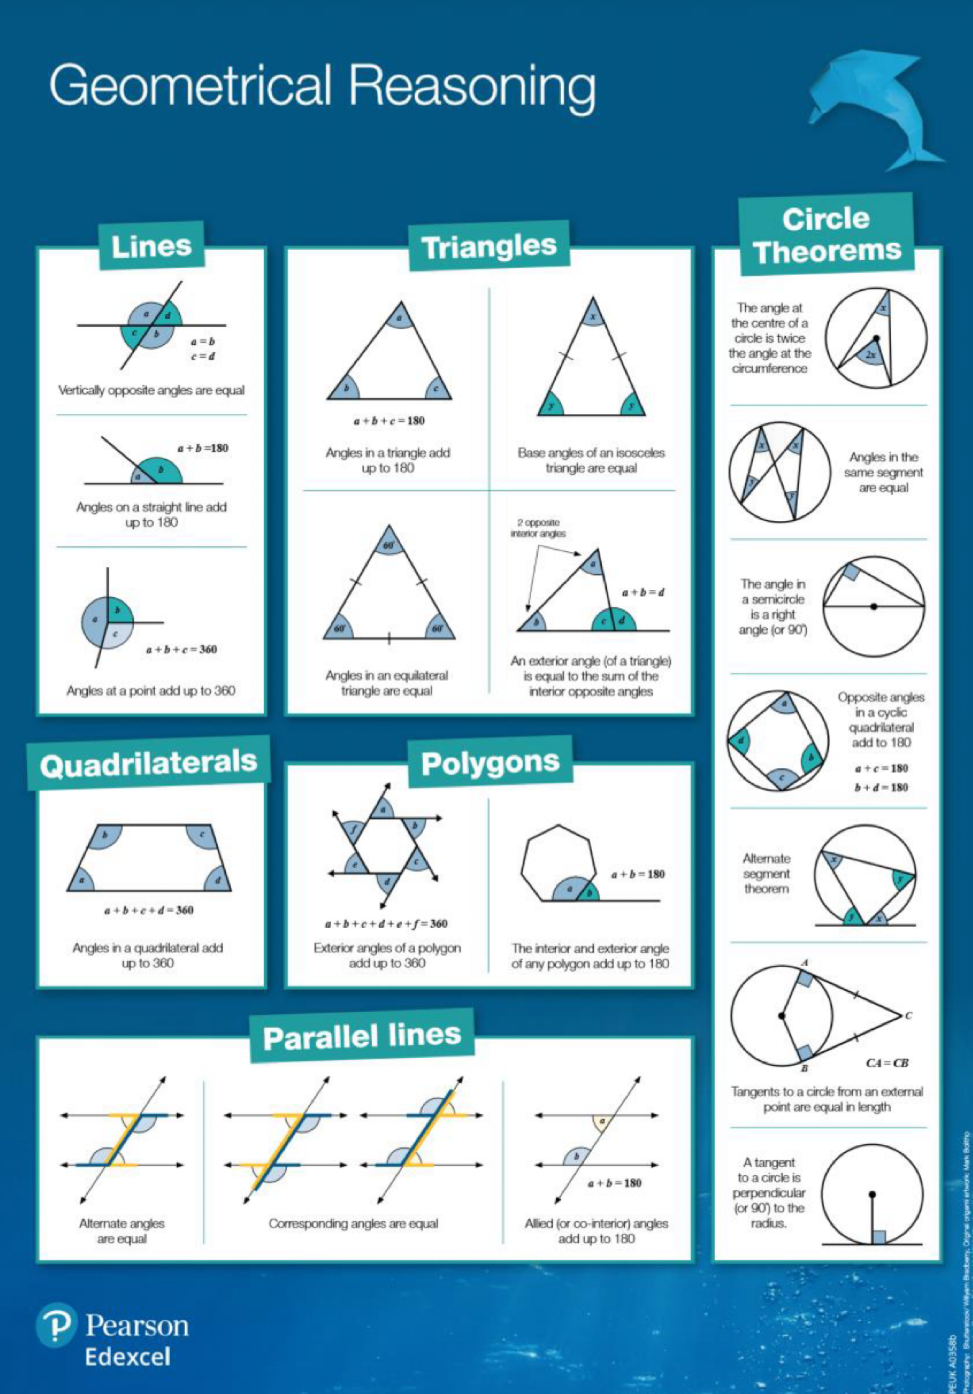 Geometrical Reasoning
Lines
a
d
c
b
a = b
c = d
Vertically opposite angles are equal
a + b =180
a
b
Angles on a straight line add
up to 180
a
b
c
a + b + c = 360
Angles at a point add up to 360
Triangles
a
b
c
a + b + c = 180
Angles in a triangle add
up to 180
x
y
y
Base angles of an isosceles
triangle are equal
60°
60°
60°
Angles in an equilateral
triangle are equal
2 opposite
interior angles
a
b
c
d
a + b = d
An exterior angle (of a triangle)
is equal to the sum of the
interior opposite angles
Quadrilaterals
b
c
a
d
a + b + c + d = 360
Angles in a quadrilateral add
up to 360
Polygons
a
f
b
e
c
d
a + b + c + d + e + f = 360
Exterior angles of a polygon
add up to 360
a
b
a + b = 180
The interior and exterior angle
of any polygon add up to 180
Parallel lines
Alternate angles
are equal
Corresponding angles are equal
a
b
a + b = 180
Allied (or co-interior) angles
add up to 180
Circle
Theorems
The angle at
the centre of a
circle is twice
the angle at the
circumference
x
2x
x
x
y
y
Angles in the
same segment
are equal
The angle in
a semicircle
is a right
angle (or 90°)
a
d
b
c
Opposite angles
in a cyclic
quadrilateral
add to 180
a + c = 180
b + d = 180
Alternate
segment
theorem
x
y
y
x
A
C
B
CA = CB
Tangents to a circle from an external
point are equal in length
A tangent
to a circle is
perpendicular
(or 90°) to the
radius.
Pearson
Edexcel
A0358b